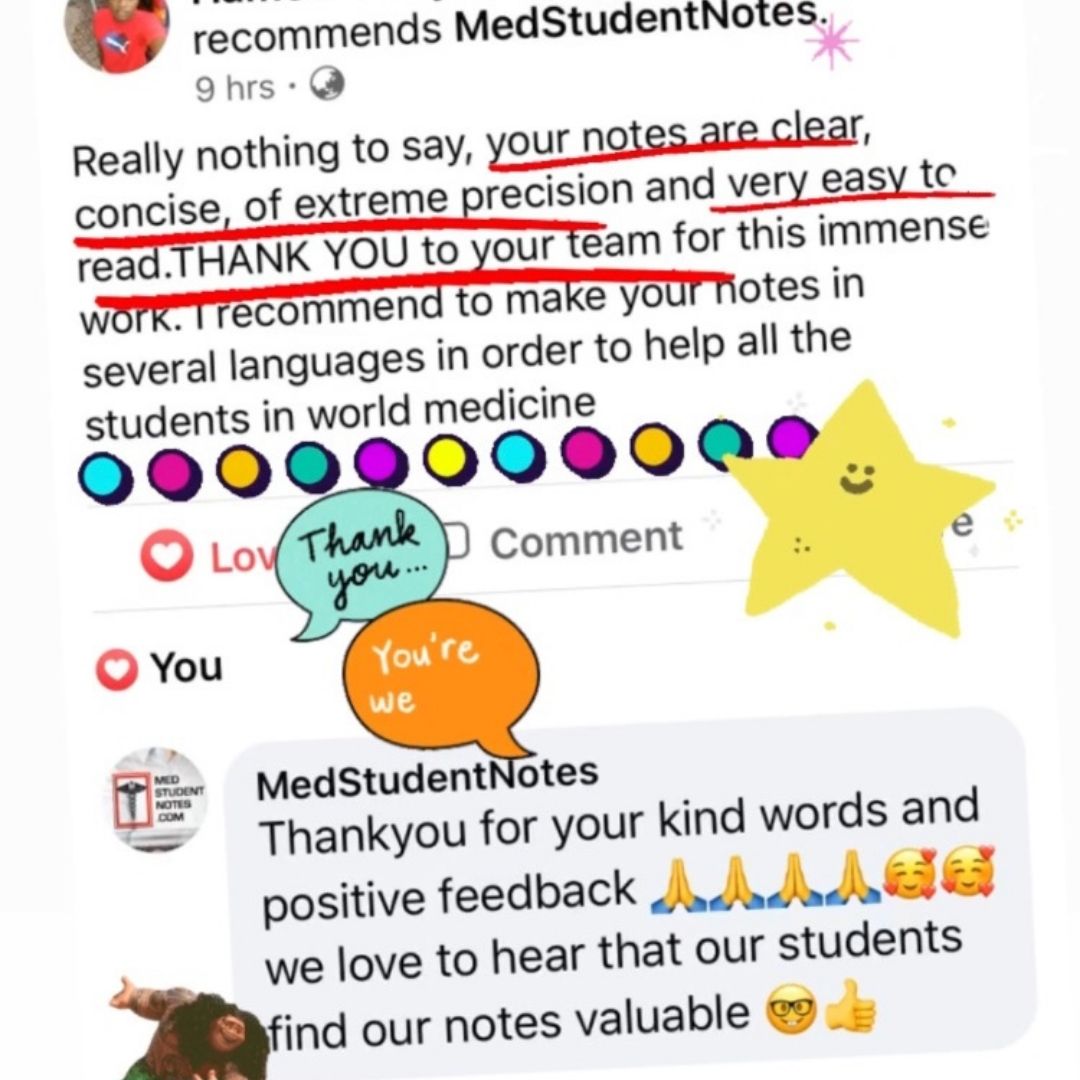 recommends MedStudentNotes.
9 hrs ·
Really nothing to say, your notes are clear,
concise, of extreme precision and very easy to
read.THANK YOU to your team for this immense
work. I recommend to make your notes in
several languages in order to help all the
students in world medicine
Thank
you...
Comment
You're
we
You
MED
STUDENT
NOTES
.COM
MedStudentNotes
Thankyou for your kind words and
positive feedback 🙏🙏🙏🙏🥰🥰
we love to hear that our students
find our notes valuable 🤓👍